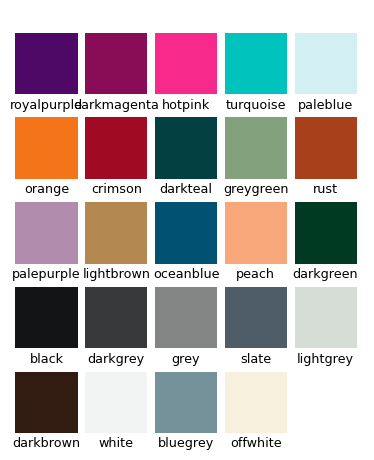 royalpurple darkmagenta hotpink turquoise paleblue
orange crimson darkteal greygreen rust
palepurple lightbrown oceanblue peach darkgreen
black darkgrey grey slate lightgrey
darkbrown white bluegrey offwhite